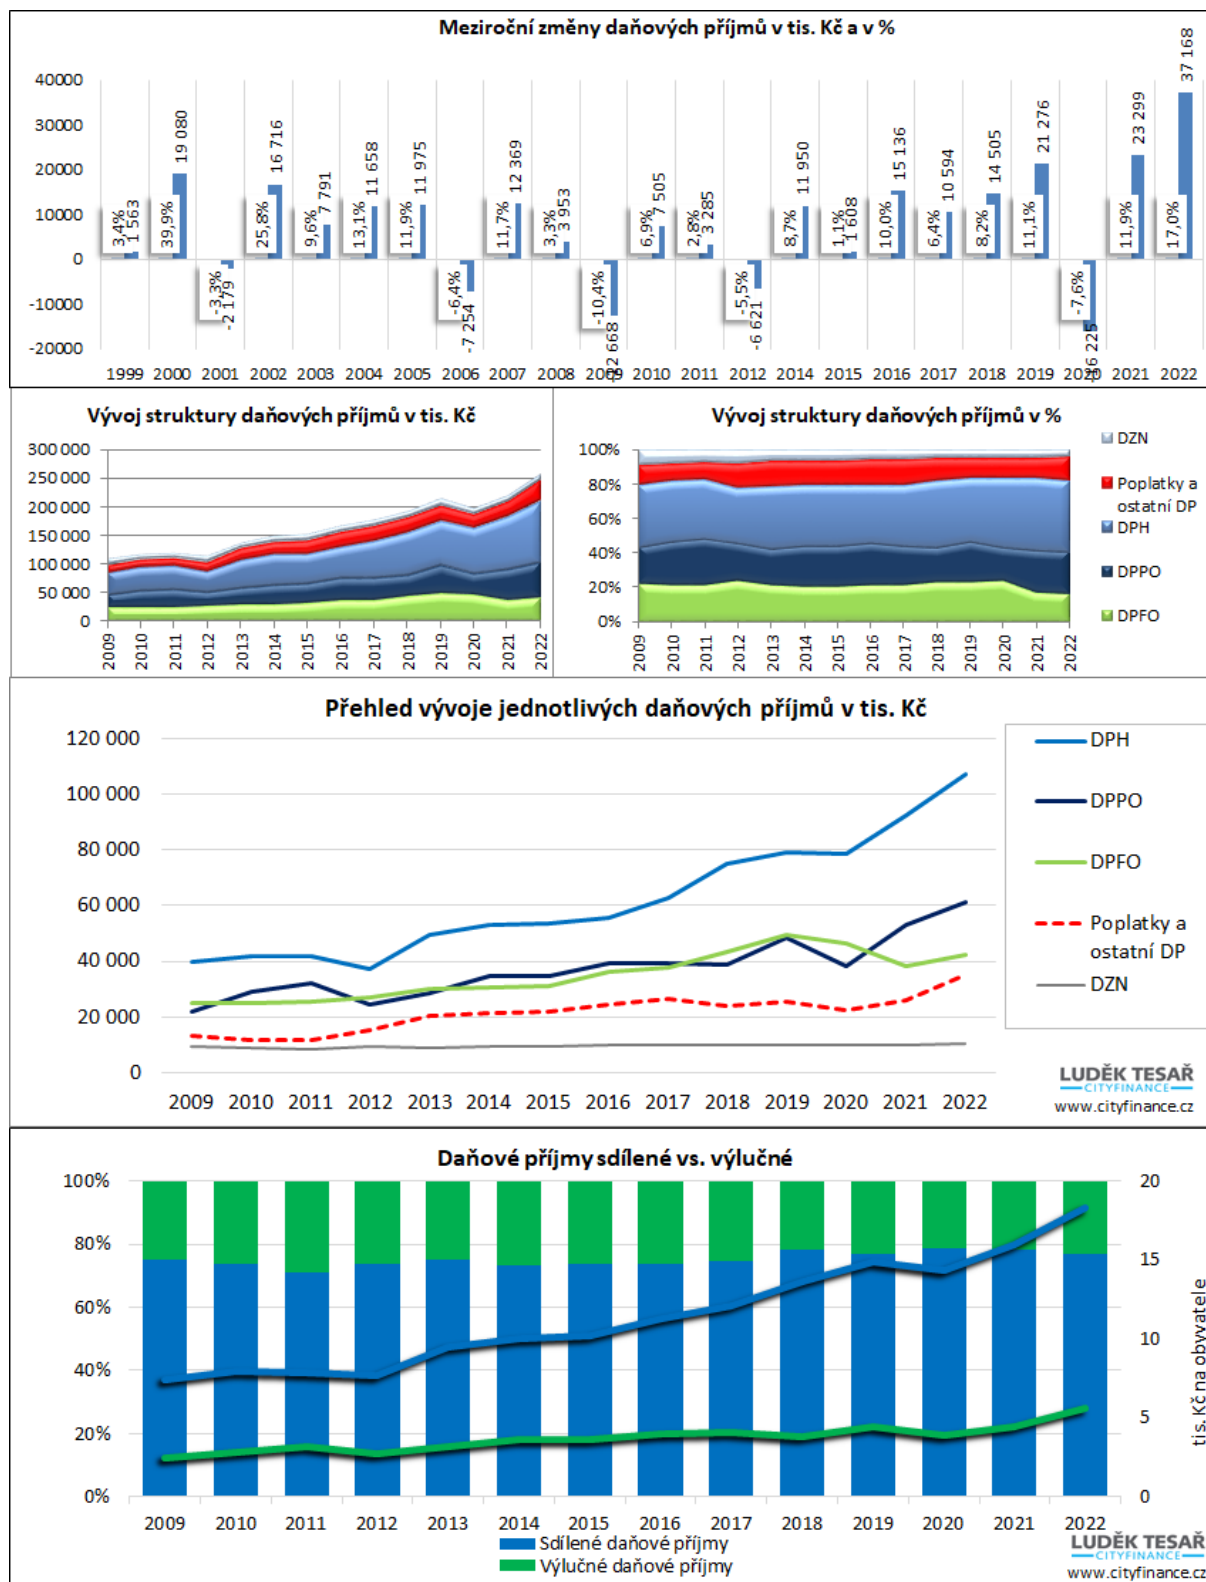 Meziroční změny daňových příjmů v tis. Kč a v %
40000
30000
20000
10000
0
-10000
-20000
3,4% 1 563
39,9% 19 080
-3,3% -2 179
25,8% 16 716
9,6% 7 791
13,1% 11 658
11,9% 11 975
-6,4% -7 254
11,7% 12 369
3,3% 3 953
-10,4% 2 668
6,9% 7 505
2,8% 3 285
-5,5% -6 621
8,7% 11 950
1,1% 1 608
10,0% 15 136
6,4% 10 594
8,2% 14 505
11,1% 21 276
-7,6% 6 225
11,9% 23 299
17,0% 37 168
1999 2000 2001 2002 2003 2004 2005 2006 2007 2008 2009 2010 2011 2012 2014 2015 2016 2017 2018 2019 2020 2021 2022
Vývoj struktury daňových příjmů v tis. Kč
300 000
250 000
200 000
150 000
100 000
50 000
0
2009 2010 2011 2012 2013 2014 2015 2016 2017 2018 2019 2020 2021 2022
Vývoj struktury daňových příjmů v %
100%
80%
60%
40%
20%
0%
2009 2010 2011 2012 2013 2014 2015 2016 2017 2018 2019 2020 2021 2022
DZN
Poplatky a
ostatní DP
DPH
DPPO
DPFO
Přehled vývoje jednotlivých daňových příjmů v tis. Kč
120 000
100 000
80 000
60 000
40 000
20 000
0
2009 2010 2011 2012 2013 2014 2015 2016 2017 2018 2019 2020 2021 2022
DPH
DPPO
DPFO
Poplatky a
ostatní DP
DZN
LUDĚK TESAŘ
CITYFINANCE
www.cityfinance.cz
Daňové příjmy sdílené vs. výlučné
100%
80%
60%
40%
20%
0%
20
15
10
5
0
tis. Kč na obyvatele
2009 2010 2011 2012 2013 2014 2015 2016 2017 2018 2019 2020 2021 2022
Sdílené daňové příjmy
Výlučné daňové příjmy
LUDĚK TESAŘ
CITYFINANCE
www.cityfinance.cz